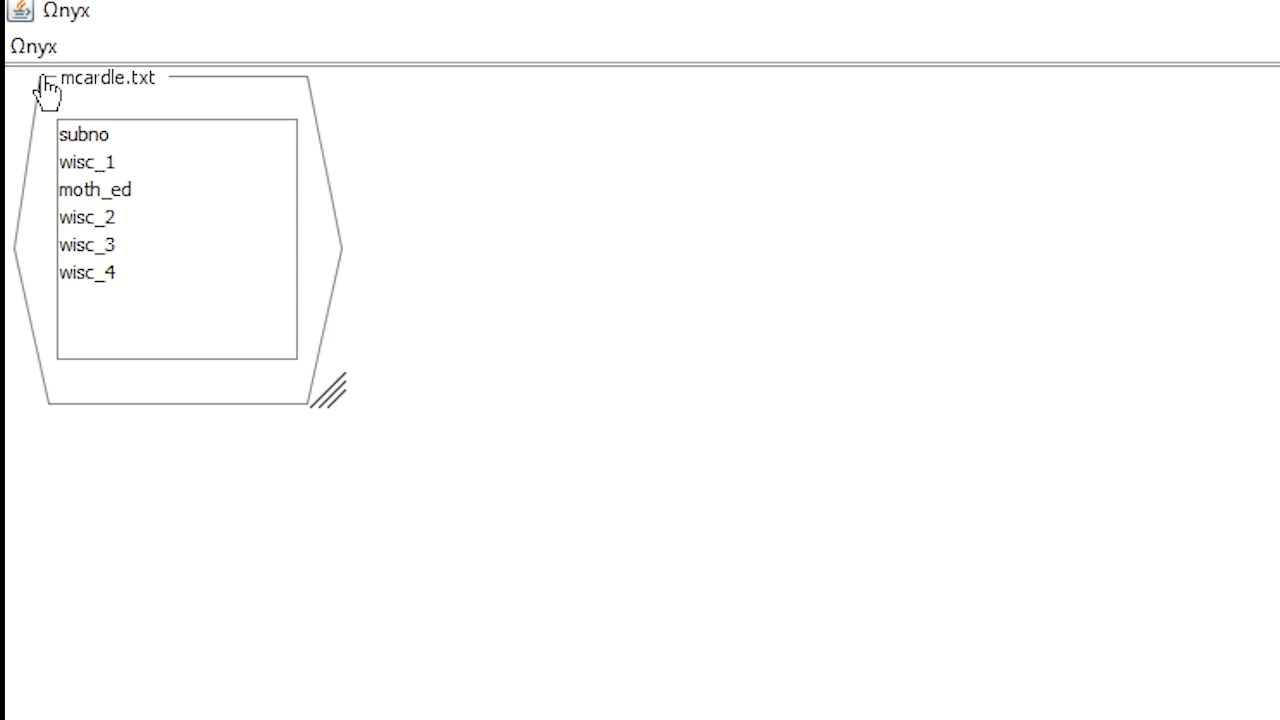 Ωnyx
Ωnyx
mcardle.txt
subno
wisc_1
moth_ed
wisc_2
wisc_3
wisc_4